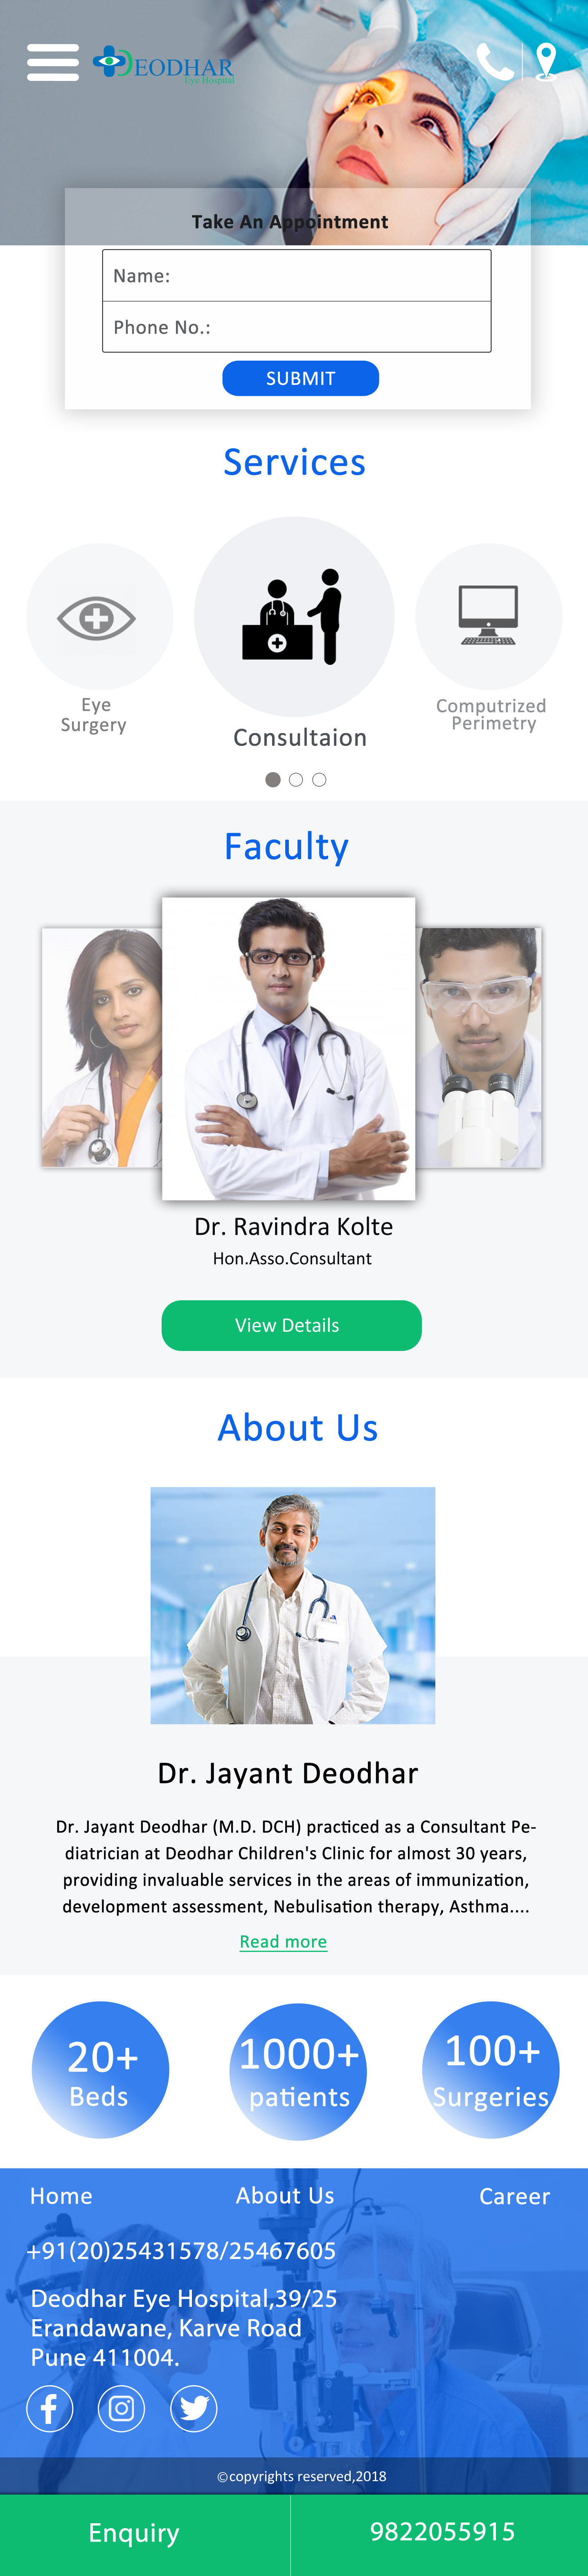 DEODHAR
Eye Hospital
Take An Appointment
Name:
Phone No.:
SUBMIT
Services
Eye
Surgery
Consultaion
Computrized
Perimetry
Faculty
Dr. Ravindra Kolte
Hon.Asso.Consultant
View Details
About Us
Dr. Jayant Deodhar
Dr. Jayant Deodhar (M.D. DCH) practiced as a Consultant Pe-
diatrician at Deodhar Children's Clinic for almost 30 years,
providing invaluable services in the areas of immunization,
development assessment, Nebulisation therapy, Asthma....
Read more
20+
Beds
1000+
patients
100+
Surgeries
Home
About Us
Career
+91(20)25431578/25467605
Deodhar Eye Hospital,39/25
Erandawane, Karve Road
Pune 411004.
©copyrights reserved,2018
Enquiry
9822055915